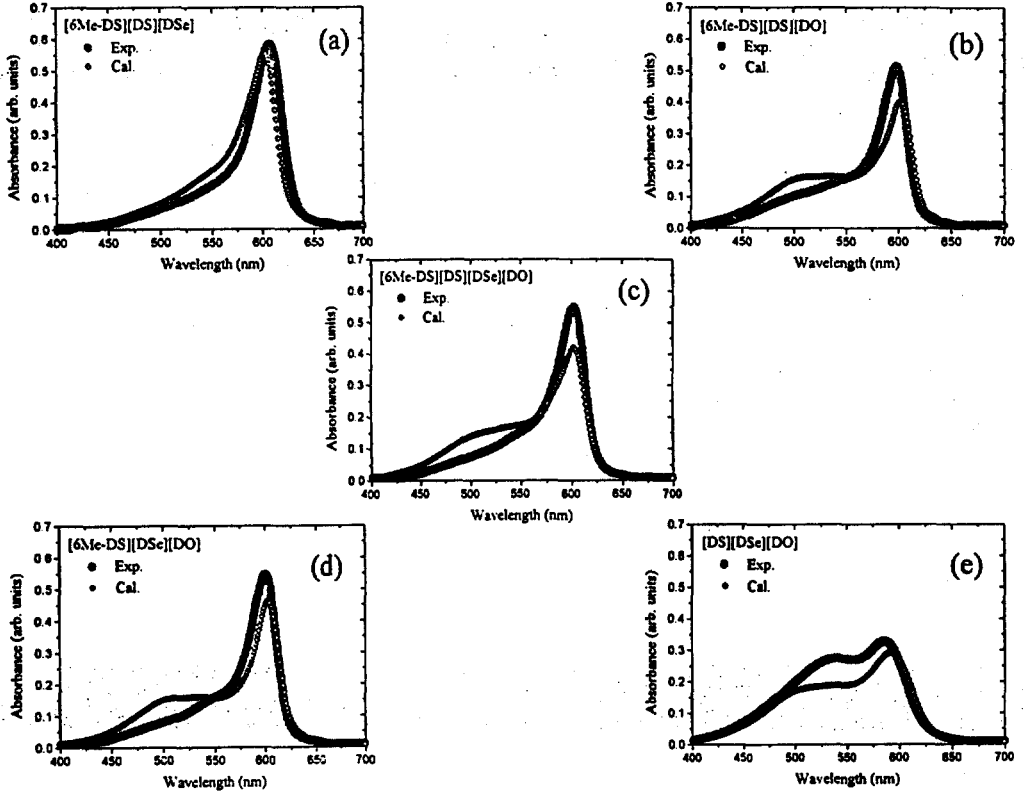 [6Me-DS][DS][DSe]
(a)
Exp.
Cal.
0.7
0.6
0.5
0.4
0.3
0.2
0.1
0.0
Absorbance (arb. units)
400 450 500 550 600 650 700
Wavelength (nm)
[6Me-DS][DS][DO]
(b)
Exp.
Cal.
0.7
0.6
0.5
0.4
0.3
0.2
0.1
0.0
Absorbance (arb. units)
400 450 500 550 600 650 700
Wavelength (nm)
[6Me-DS][DS][DSe][DO]
(c)
Exp.
Cal.
0.7
0.6
0.5
0.4
0.3
0.2
0.1
0.0
Absorbance (arb. units)
400 450 500 550 600 650 700
Wavelength (nm)
[6Me-DS][DSe][DO]
(d)
Exp.
Cal.
0.7
0.6
0.5
0.4
0.3
0.2
0.1
0.0
Absorbance (arb. units)
400 450 500 550 600 650 700
Wavelength (nm)
[DS][DSe][DO]
(e)
Exp.
Cal.
0.7
0.6
0.5
0.4
0.3
0.2
0.1
0.0
Absorbance (arb. units)
400 450 500 550 600 650 700
Wavelength (nm)